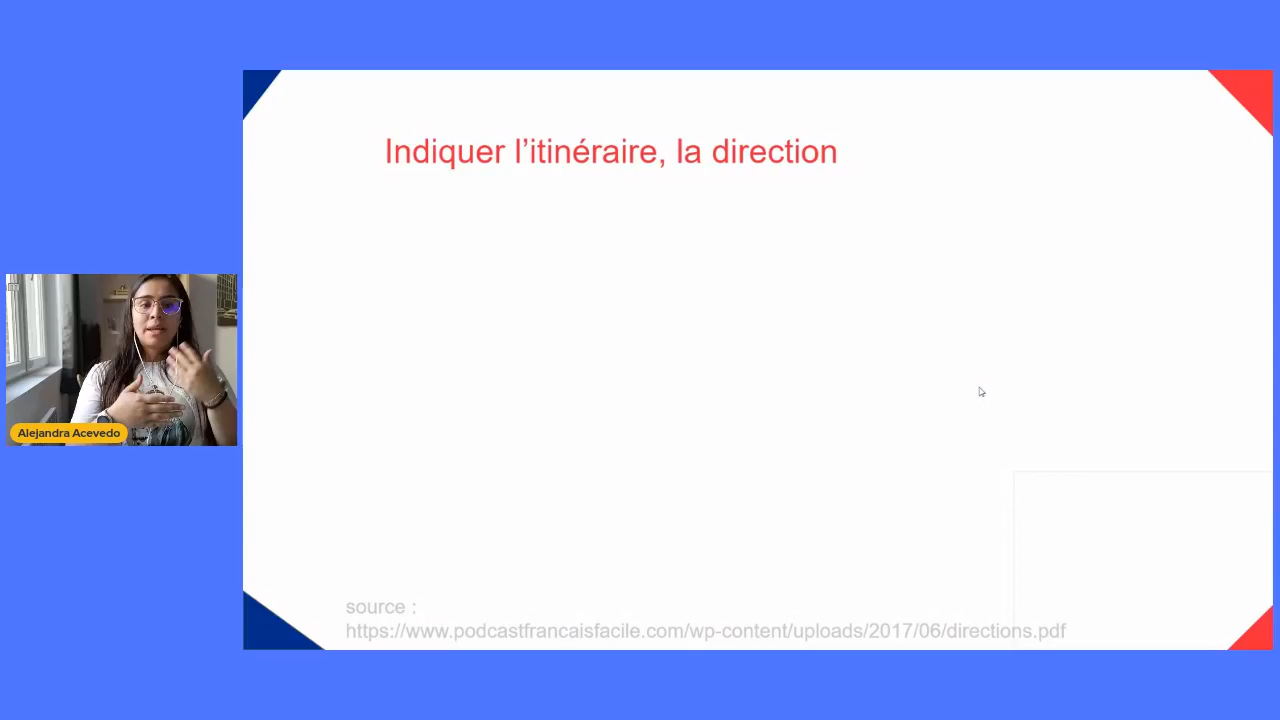 Indiquer l’itinéraire, la direction
Alejandra Acevedo
source :
https://www.podcastfrancaisfacile.com/wp-content/uploads/2017/06/directions.pdf